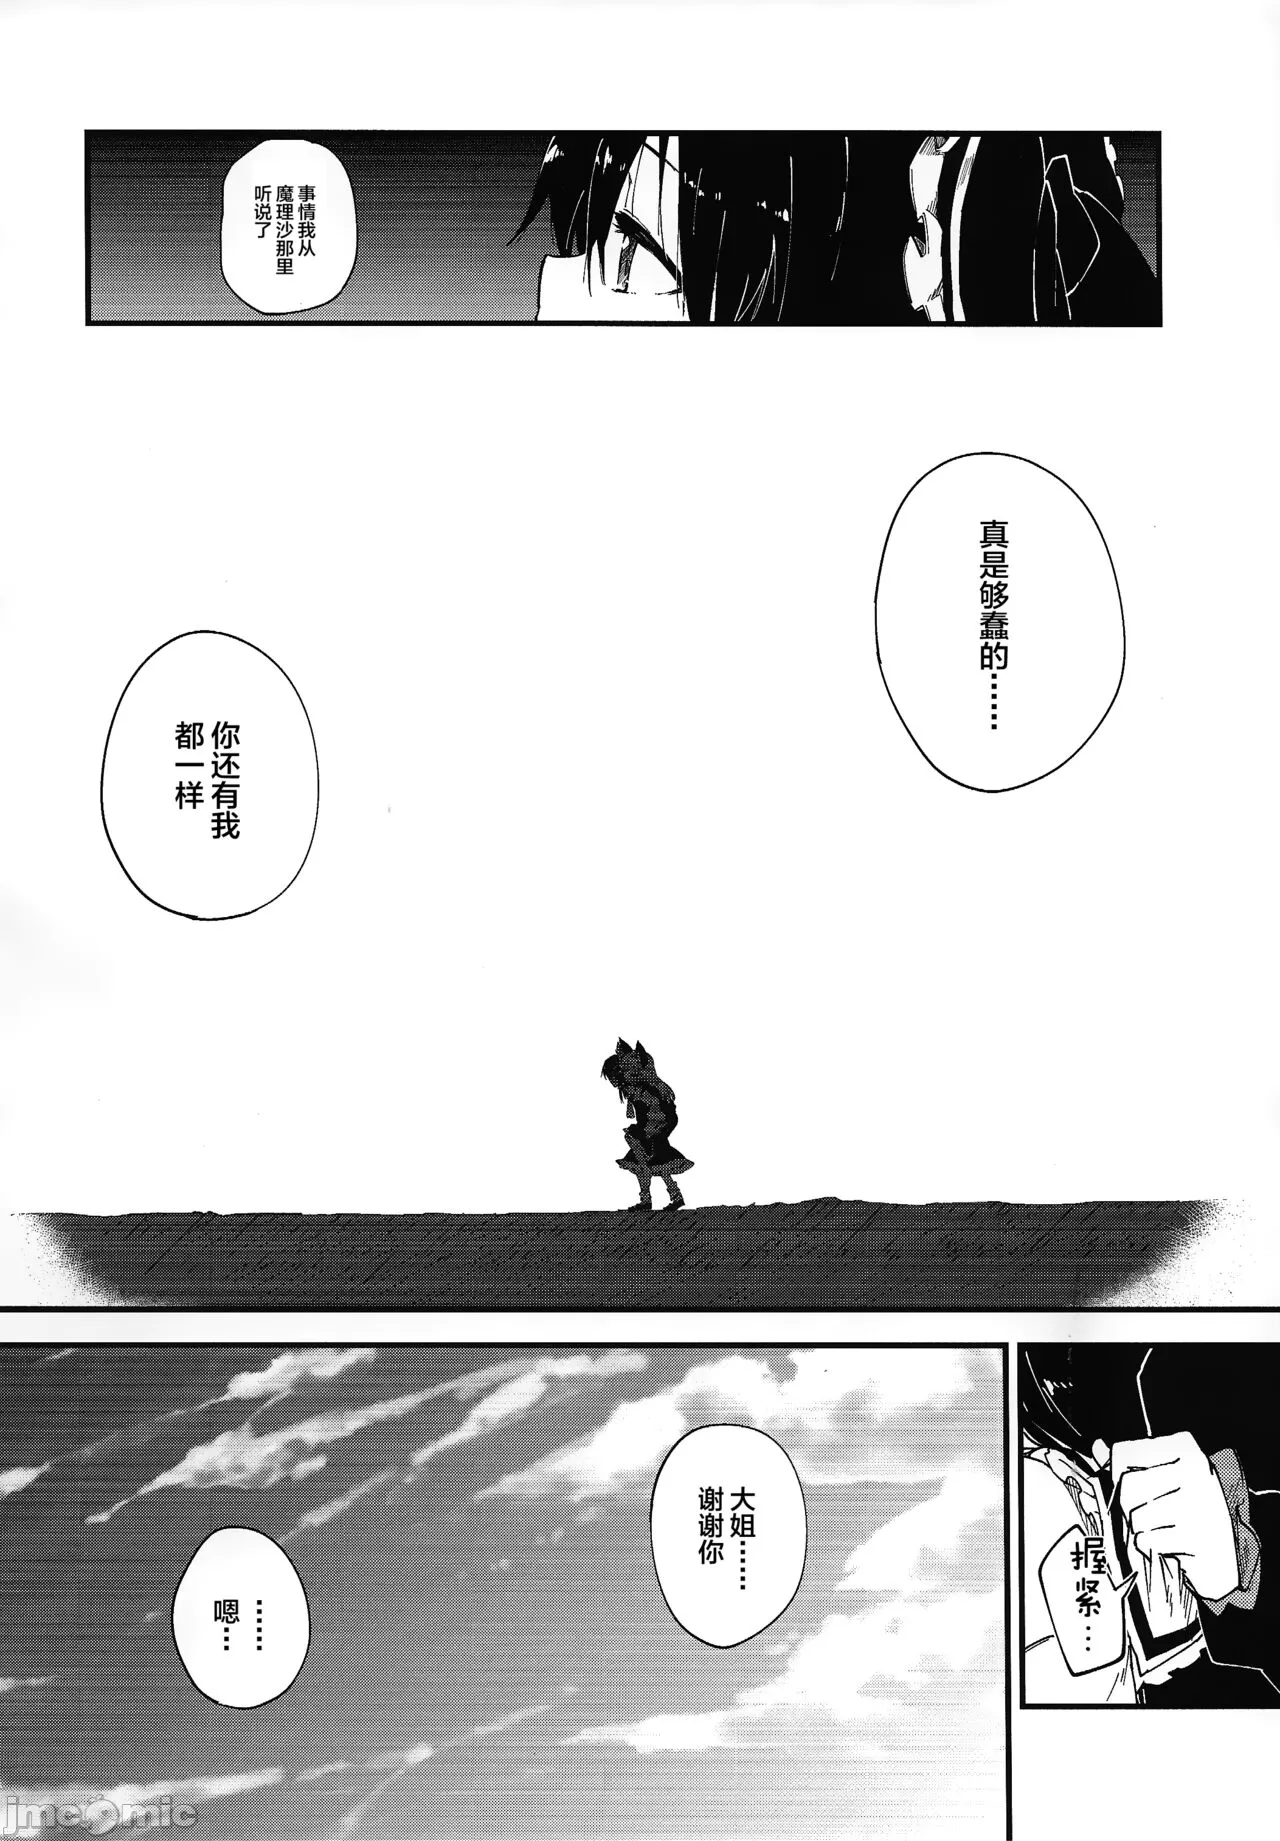 事情我从
魔理沙那里
听说了
真是够蠢的……
你还有我
都一样
握紧…
大姐……
谢谢你
……
嗯…
jmcomic